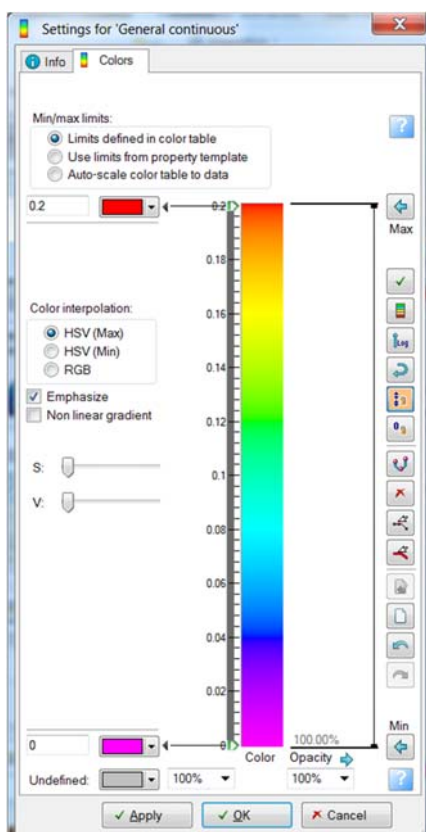 Settings for 'General continuous'
Info
Colors
Min/max limits:
Limits defined in color table
Use limits from property template
Auto-scale color table to data
0.2
0.2
Max
0.18
0.16
Color interpolation:
HSV (Max)
HSV (Min)
RGB
0.14
Log
Emphasize
Non linear gradient
0.12
S:
0.1
V:
0.08
0.06
0.04
0.02
100.00%
Min
0
0
Color
Opacity
Undefined:
100%
100%
Apply
OK
Cancel